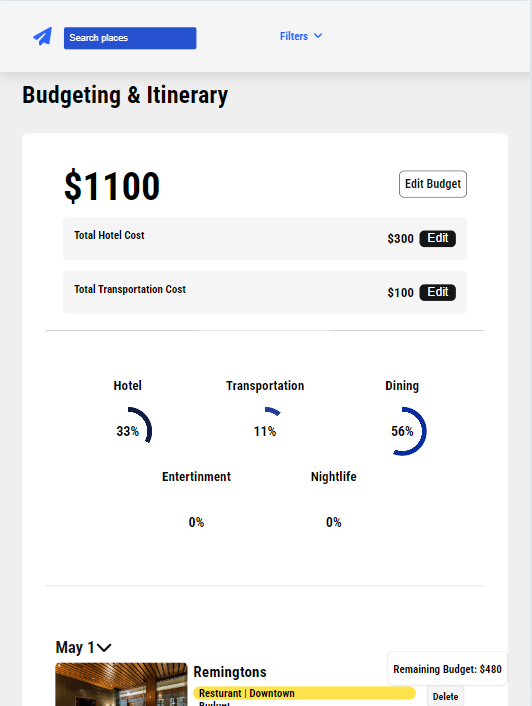 Search places
Filters
Budgeting & Itinerary
$1100
Edit Budget
Total Hotel Cost
$300 Edit
Total Transportation Cost
$100 Edit
Hotel
Transportation
Dining
33%
11%
56%
Entertinment
Nightlife
0%
0%
May 1
Remingtons
Remaining Budget: $480
Resturant | Downtown
Delete
Budget